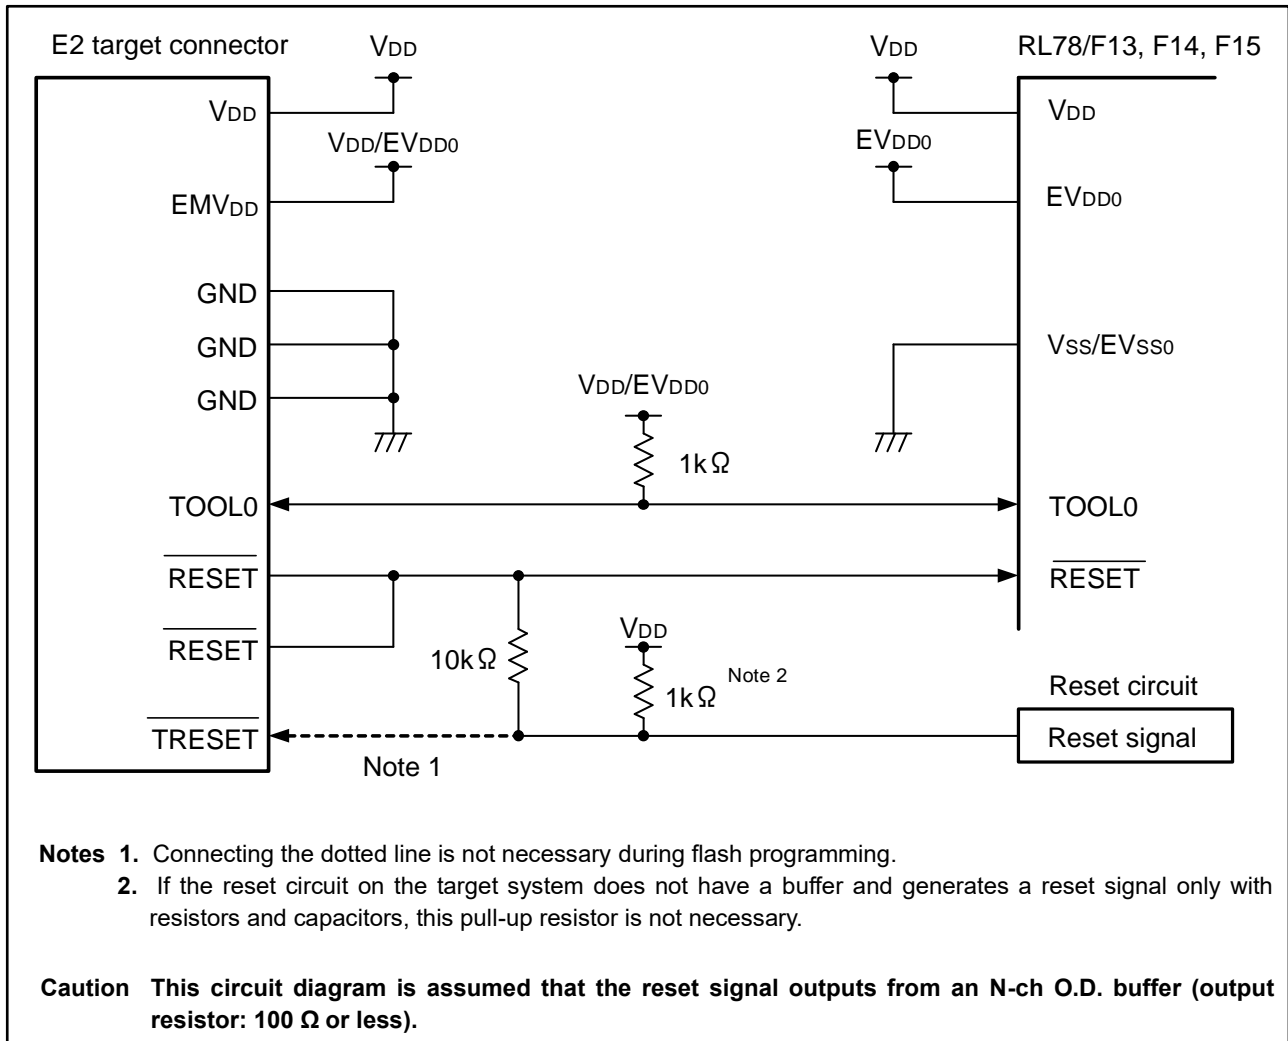 E2 target connector
VDD
VDD
RL78/F13, F14, F15
VDD
VDD
VDD/EVDD0
EVDD0
EMVDD
EVDD0
GND
GND
VSS/EVSS0
GND
VDD/EVDD0
1kΩ
TOOL0
TOOL0
RESET
RESET
RESET
VDD
10kΩ
1kΩ
Note 2
Reset circuit
TRESET
Reset signal
Note 1
Notes 1. Connecting the dotted line is not necessary during flash programming.
2. If the reset circuit on the target system does not have a buffer and generates a reset signal only with
resistors and capacitors, this pull-up resistor is not necessary.
Caution This circuit diagram is assumed that the reset signal outputs from an N-ch O.D. buffer (output
resistor: 100 Ω or less).